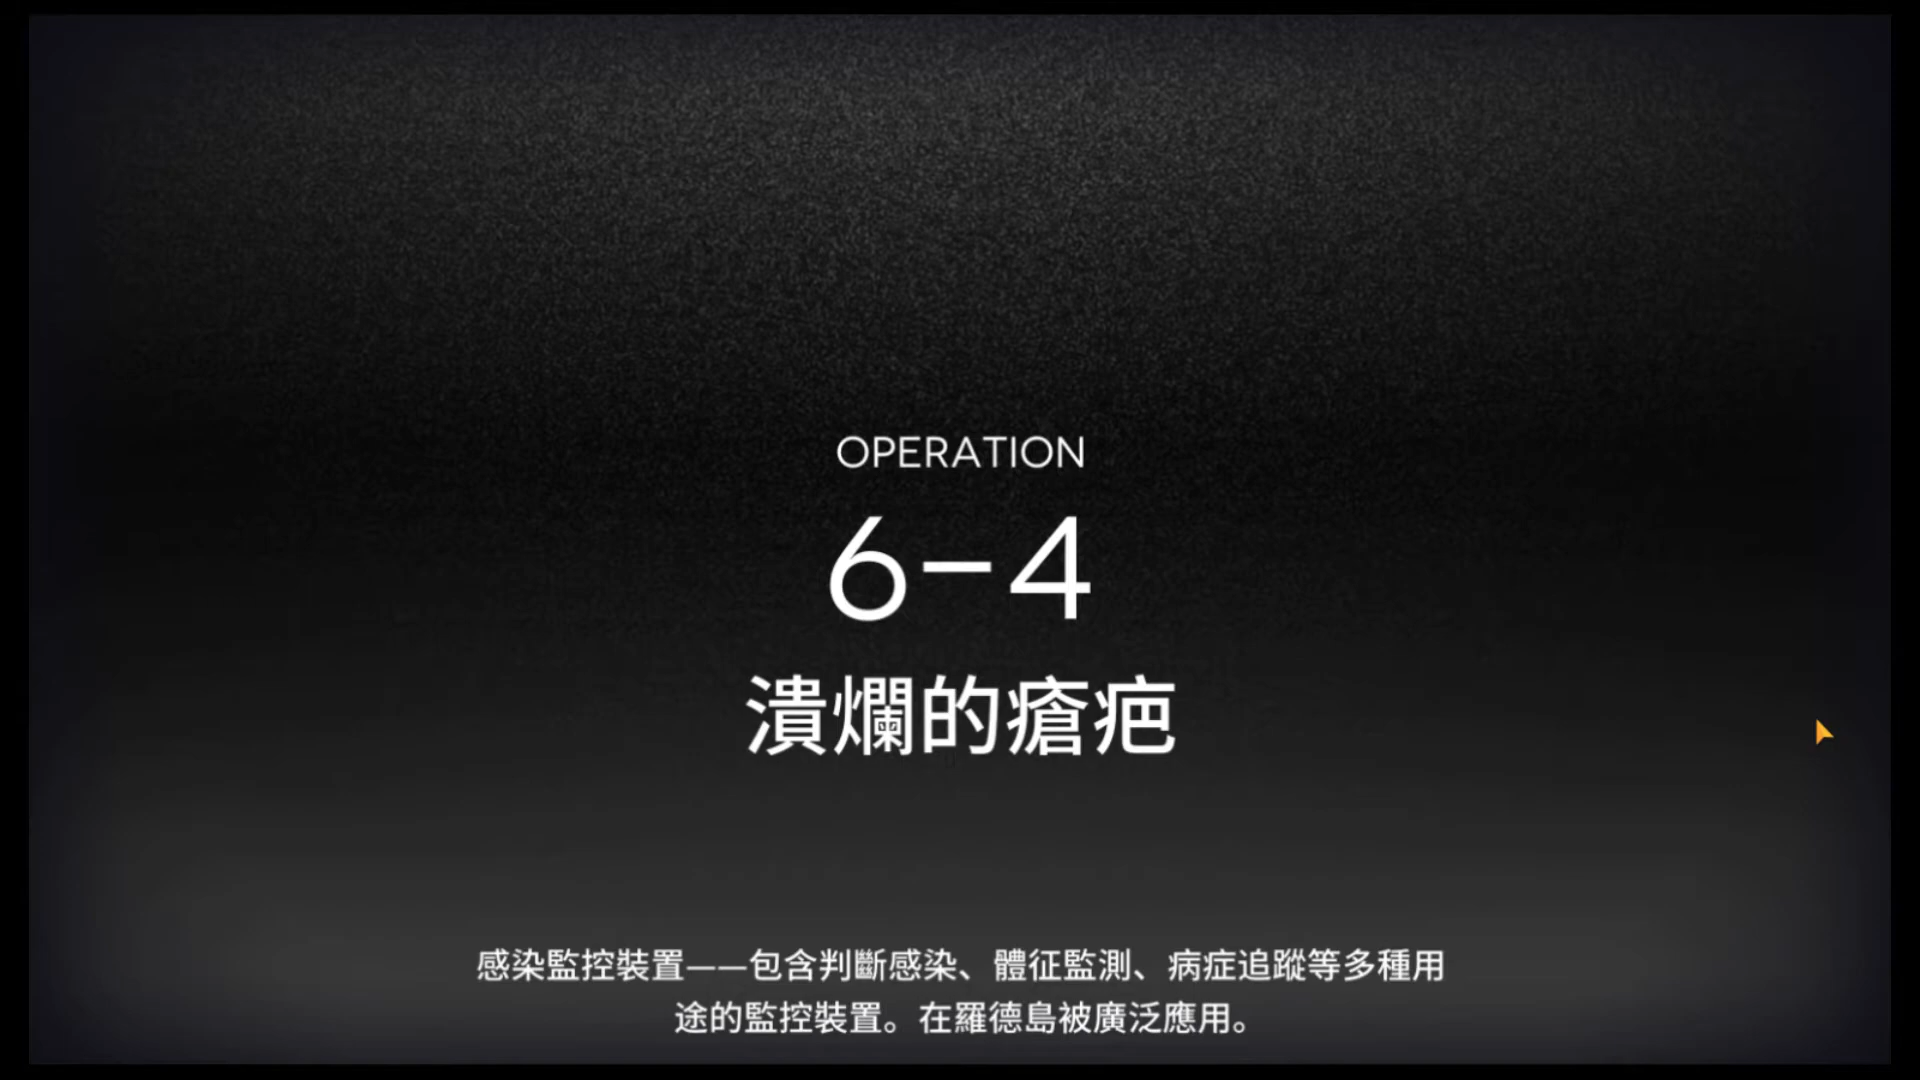 OPERATION
6-4
潰爛的瘡疤
感染監控裝置——包含判斷感染、體征監測、病症追蹤等多種用
途的監控裝置。在羅德島被廣泛應用。